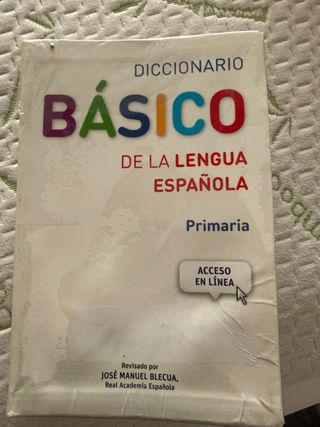 DICCIONARIO
BÁSICO
DE LA LENGUA
ESPAÑOLA
Primaria
ACCESO
EN LÍNEA
Revisado por
JOSÉ MANUEL BLECUA,
Real Academia Española